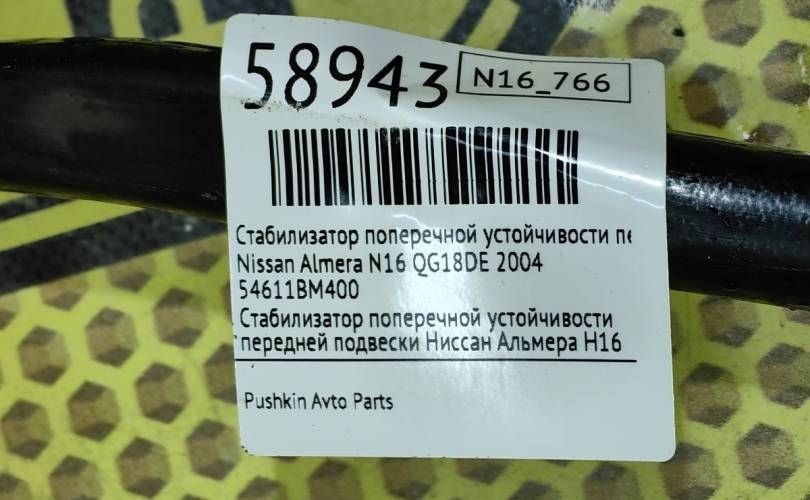 58943 N16_766
Стабилизатор поперечной устойчивости пе
Nissan Almera N16 QG18DE 2004
54611BM400
Стабилизатор поперечной устойчивости
передней подвески Ниссан Альмера Н16
Pushkin Avto Parts